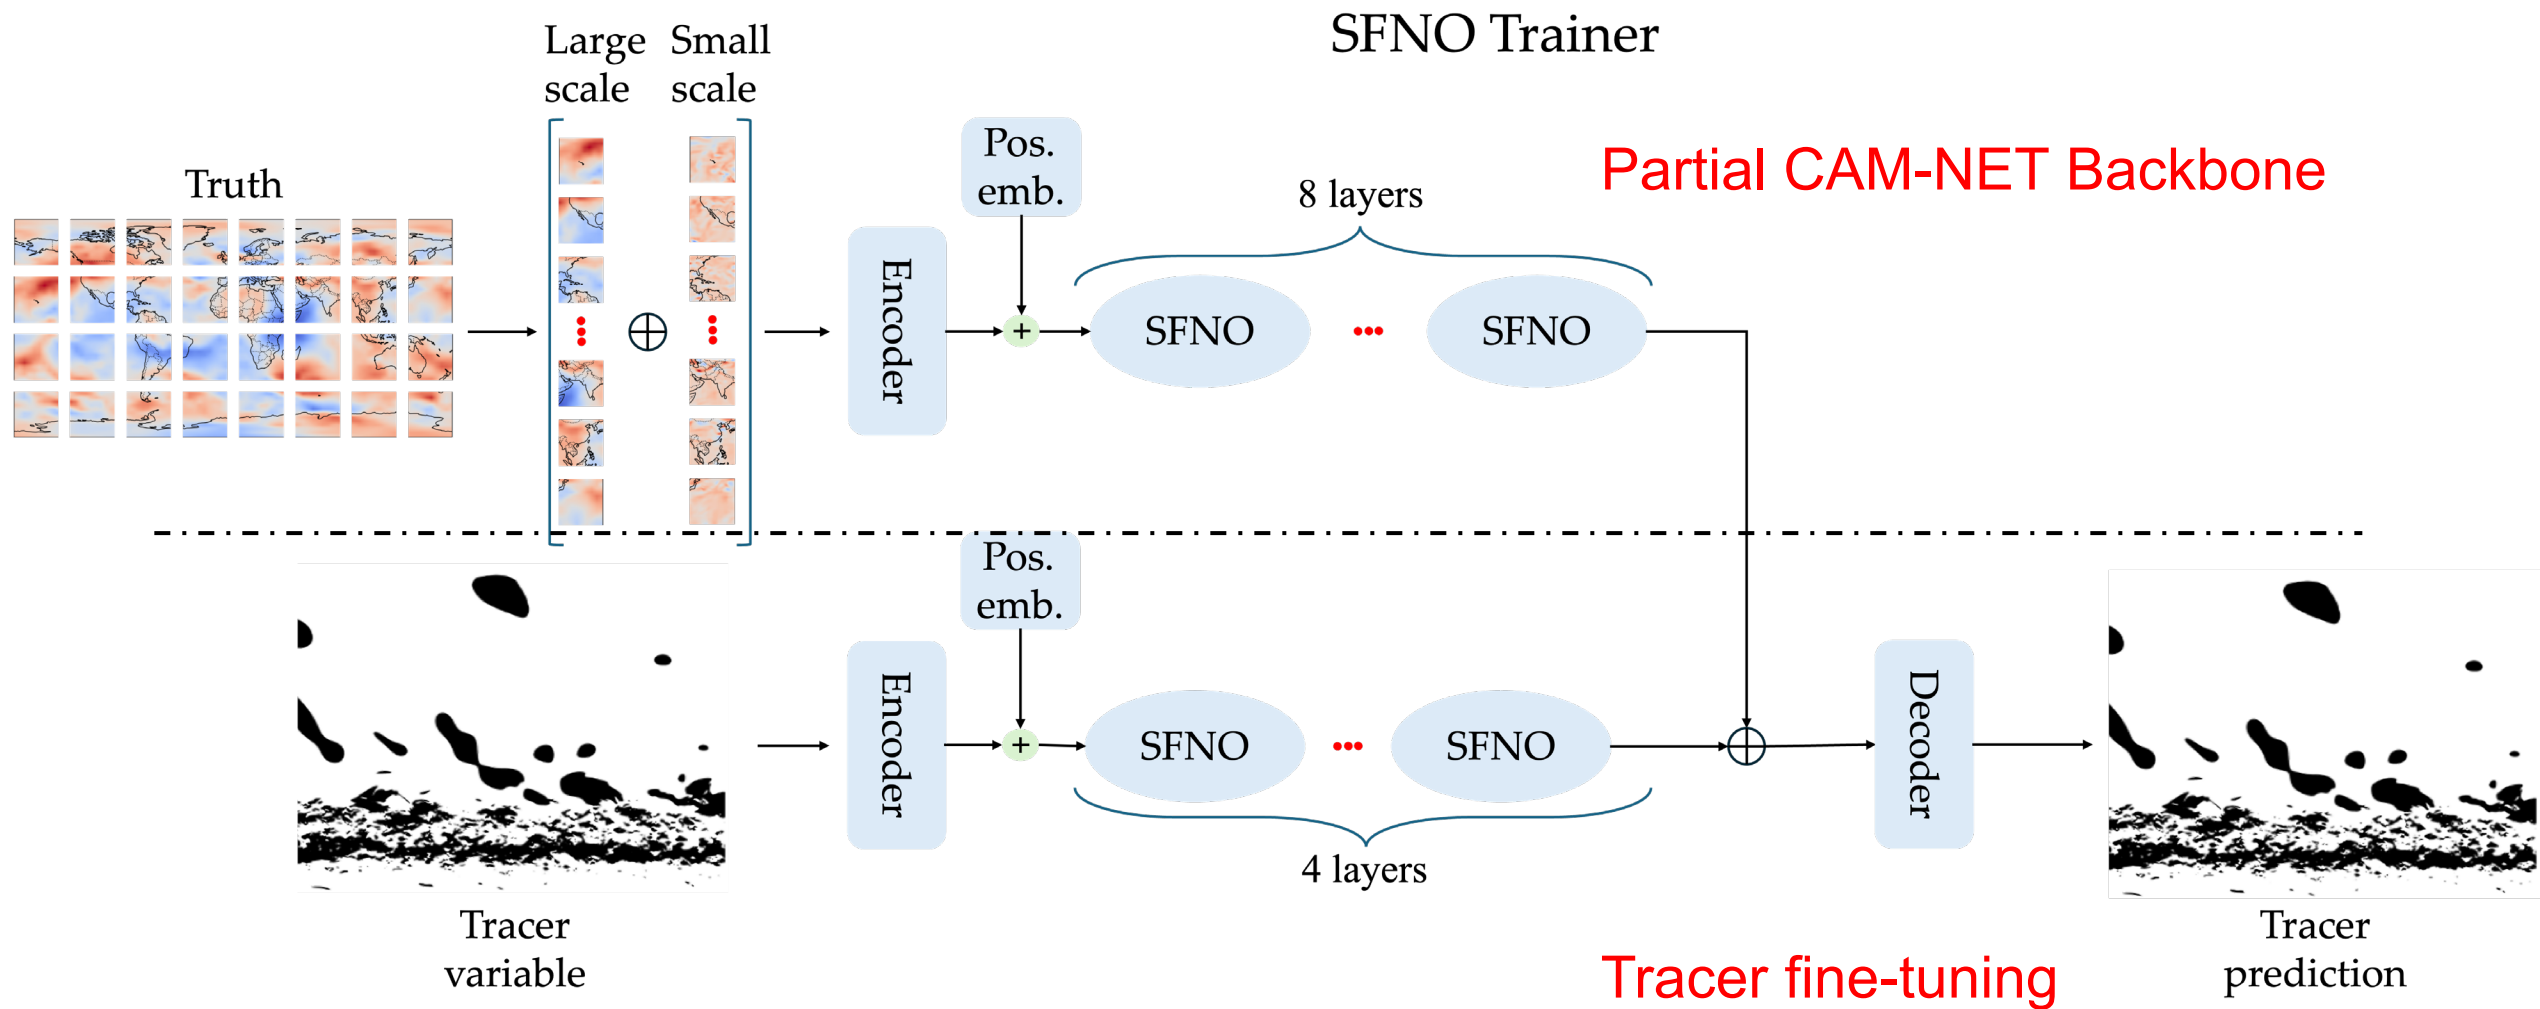 SFNO Trainer
Large Small
scale scale
Truth
Pos.
emb.
8 layers
Partial CAM-NET Backbone
Encoder
+
SFNO
SFNO
Pos.
emb.
Encoder
+
SFNO
SFNO
4 layers
Decoder
Tracer
variable
Tracer fine-tuning
Tracer
prediction